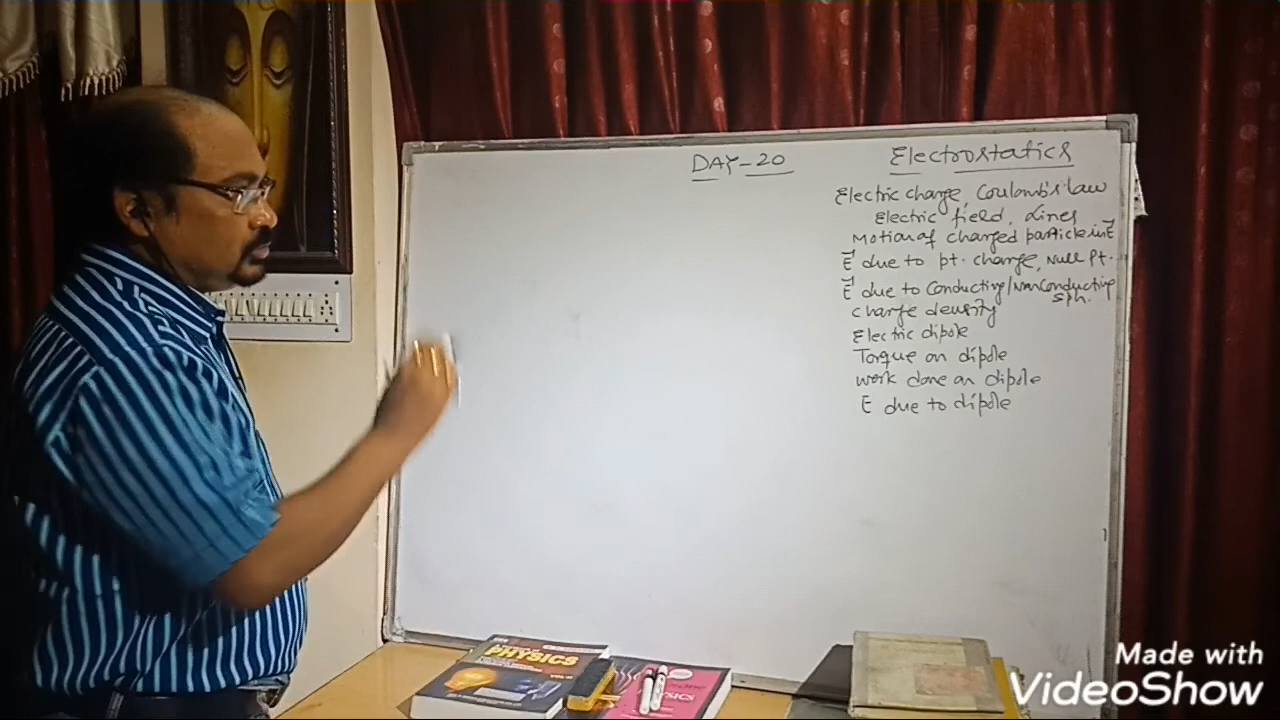 DAY-20
Electrostatics
Electric charge, Coulomb's law
Electric field, Lines
Motion of charged particle in E⃗
E⃗ due to pt. charge, Null Pt.
E⃗ due to Conducting/Nonconducting
sph.
charge density
Electric dipole
Torque on dipole
work done on dipole
E due to dipole
PHYSICS
Made with
VideoShow